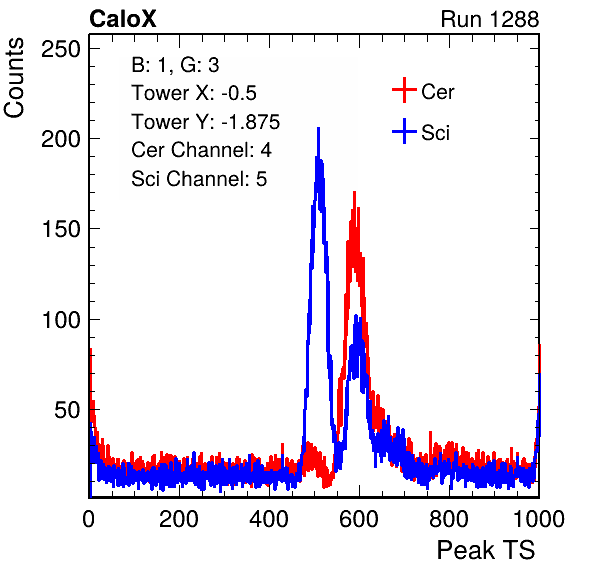 CaloX Run 1288
Counts
250
200
150
100
50
B: 1, G: 3
Tower X: -0.5
Tower Y: -1.875
Cer Channel: 4
Sci Channel: 5
Cer
Sci
0 200 400 600 800 1000
Peak TS